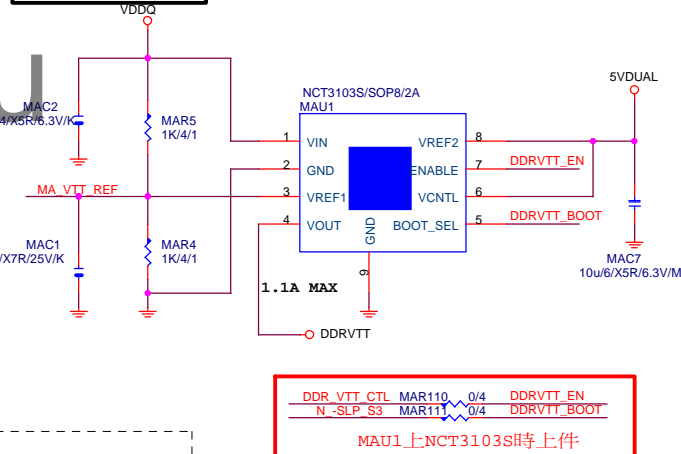 VDDQ
NCT3103S/SOP8/2A
MAU1
5VDUAL
MAC2
4/X5R/6.3V/K
MAR5
1K/4/1
1 VIN VREF2 8
2 GND ENABLE 7 DDRVTT_EN
MA_VTT_REF 3 VREF1 VCNTL 6
4 VOUT BOOT_SEL 5 DDRVTT_BOOT
GND
9
MAC1
/X7R/25V/K
MAR4
1K/4/1
MAC7
10u/6/X5R/6.3V/M
1.1A MAX
DDRVTT
DDR_VTT_CTL MAR110 0/4 DDRVTT_EN
N_-SLP_S3 MAR111 0/4 DDRVTT_BOOT
MAU1上NCT3103S時上件